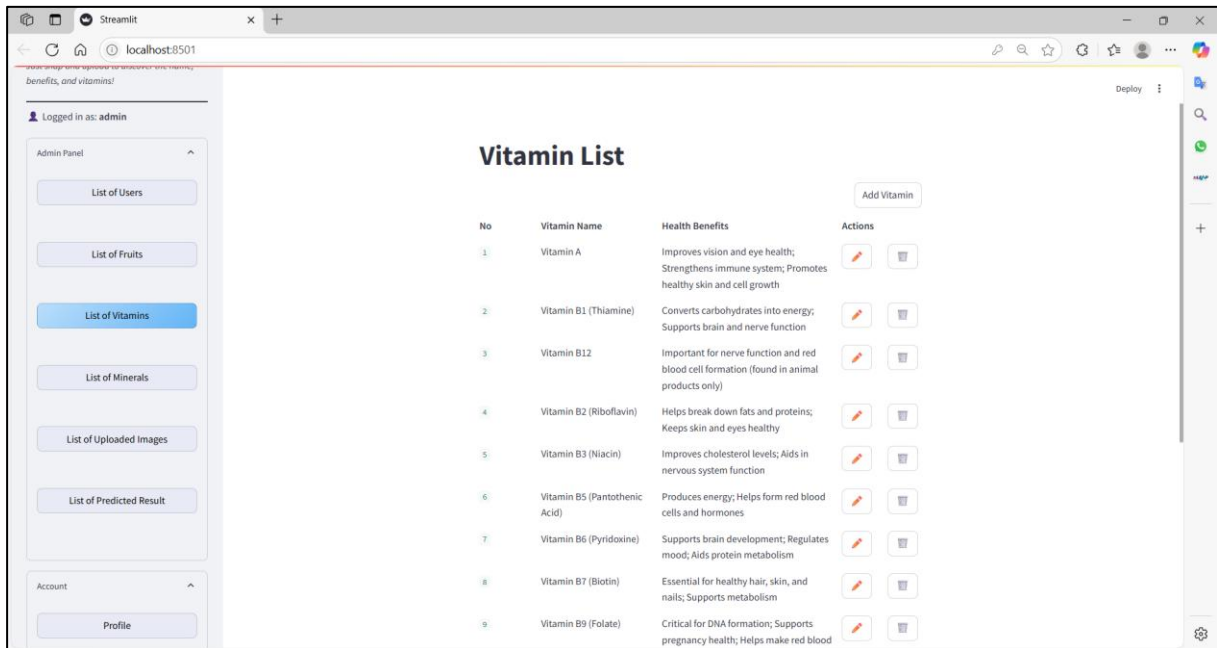 Streamlit
localhost:8501
Just snap and upload to discover the name,
benefits, and vitamins!
Deploy
Logged in as: admin
Admin Panel
List of Users
List of Fruits
List of Vitamins
List of Minerals
List of Uploaded Images
List of Predicted Result
Account
Profile
Vitamin List
Add Vitamin
No Vitamin Name Health Benefits Actions
1 Vitamin A Improves vision and eye health;
Strengthens immune system; Promotes
healthy skin and cell growth
2 Vitamin B1 (Thiamine) Converts carbohydrates into energy;
Supports brain and nerve function
3 Vitamin B12 Important for nerve function and red
blood cell formation (found in animal
products only)
4 Vitamin B2 (Riboflavin) Helps break down fats and proteins;
Keeps skin and eyes healthy
5 Vitamin B3 (Niacin) Improves cholesterol levels; Aids in
nervous system function
6 Vitamin B5 (Pantothenic Produces energy; Helps form red blood
Acid) cells and hormones
7 Vitamin B6 (Pyridoxine) Supports brain development; Regulates
mood; Aids protein metabolism
8 Vitamin B7 (Biotin) Essential for healthy hair, skin, and
nails; Supports metabolism
9 Vitamin B9 (Folate) Critical for DNA formation; Supports
pregnancy health; Helps make red blood